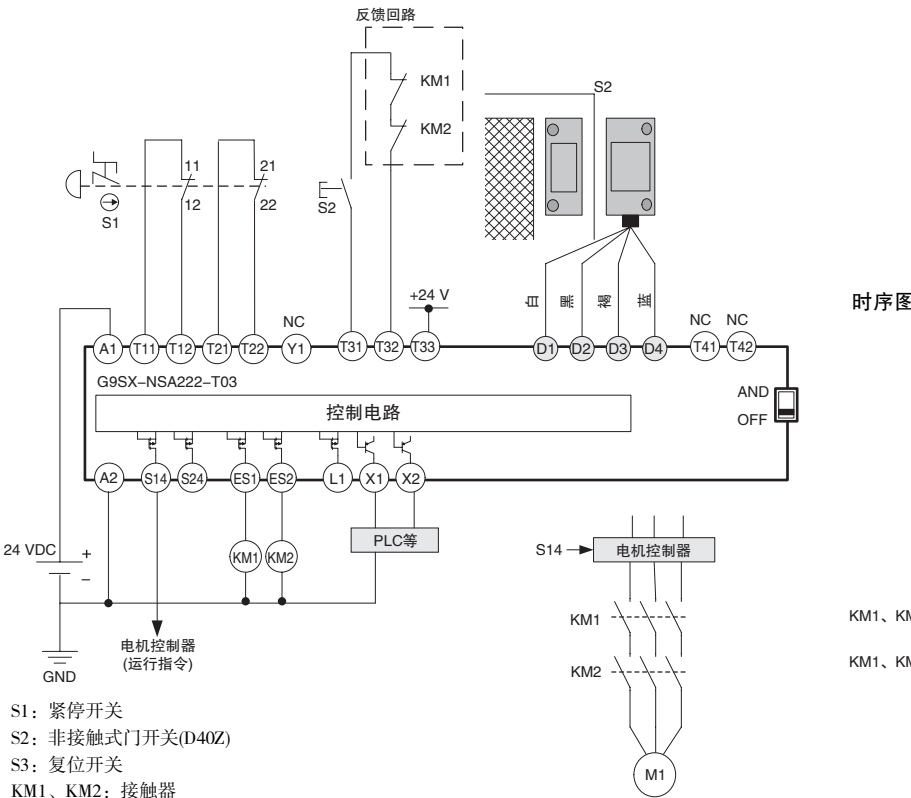 反馈回路
KM1
KM2
S2
11
12
21
22
S1
S2
白
黑
褐
蓝
时序图
NC
+24 V
NC
NC
A1
T11
T12
T21
T22
Y1
T31
T32
T33
D1
D2
D3
D4
T41
T42
G9SX–NSA222–T03
控制电路
AND
OFF
A2
S14
S24
ES1
ES2
L1
X1
X2
24 VDC
+
–
KM1
KM2
PLC等
S14
电机控制器
电机控制器
(运行指令)
GND
KM1
KM2
M1
KM1、KM
KM1、KM
S1：紧停开关
S2：非接触式门开关(D40Z)
S3：复位开关
KM1、KM2：接触器